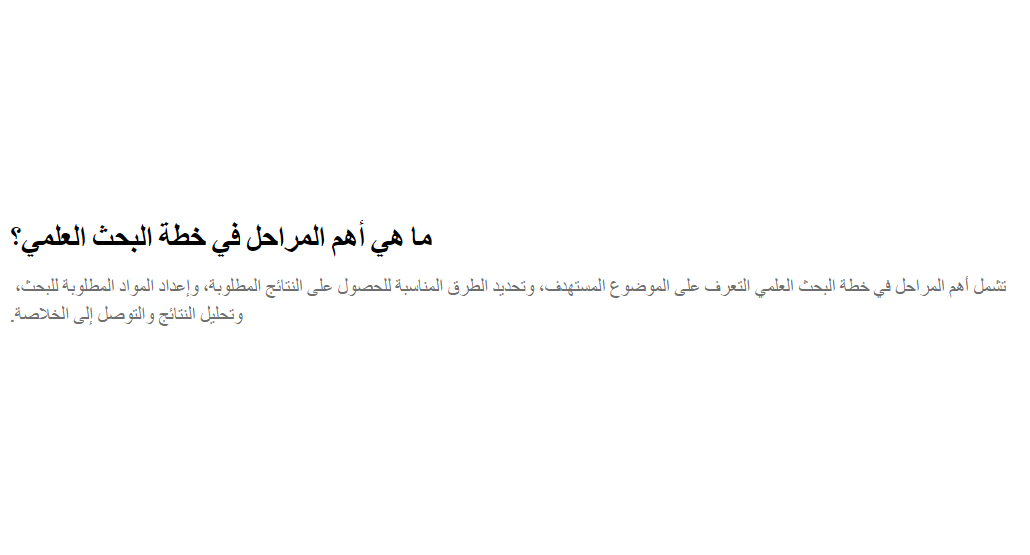 ما هي أهم المراحل في خطة البحث العلمي؟
تشمل أهم المراحل في خطة البحث العلمي التعرف على الموضوع المستهدف، وتحديد الطرق المناسبة للحصول على النتائج المطلوبة، وإعداد المواد المطلوبة للبحث،
وتحليل النتائج والتوصل إلى الخلاصة.